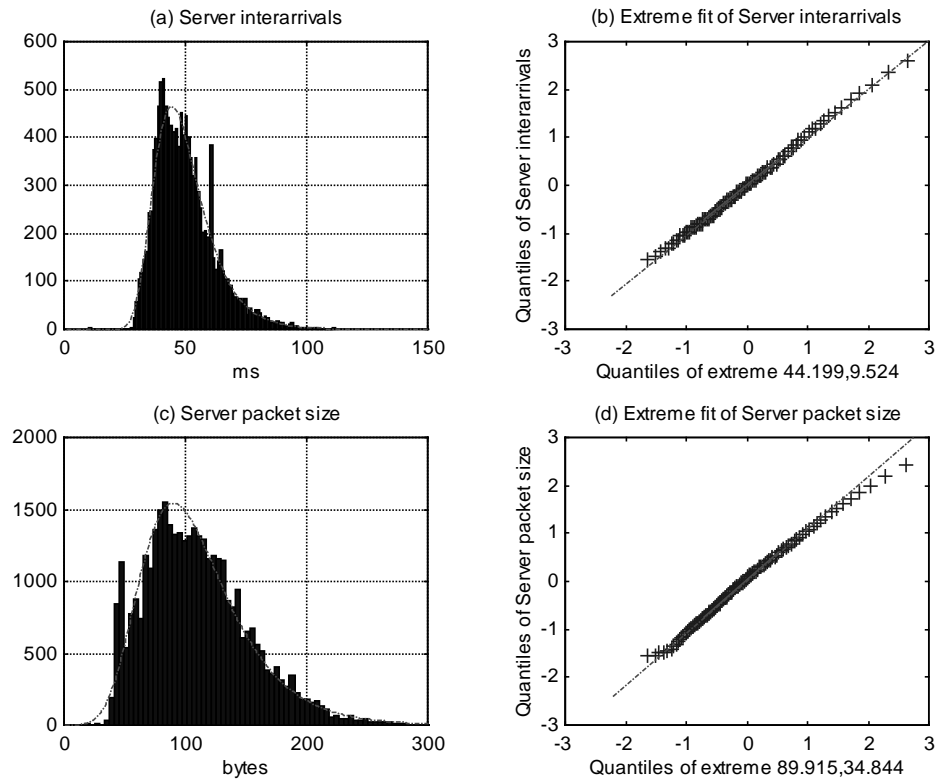 (a) Server interarrivals
600
500
400
300
200
100
0
0 50 100 150
ms
(b) Extreme fit of Server interarrivals
Quantiles of Server interarrivals
3
2
1
0
-1
-2
-3
-3 -2 -1 0 1 2 3
Quantiles of extreme 44.199,9.524
(c) Server packet size
2000
1500
1000
500
0
0 100 200 300
bytes
(d) Extreme fit of Server packet size
Quantiles of Server packet size
3
2
1
0
-1
-2
-3
-3 -2 -1 0 1 2 3
Quantiles of extreme 89.915,34.844